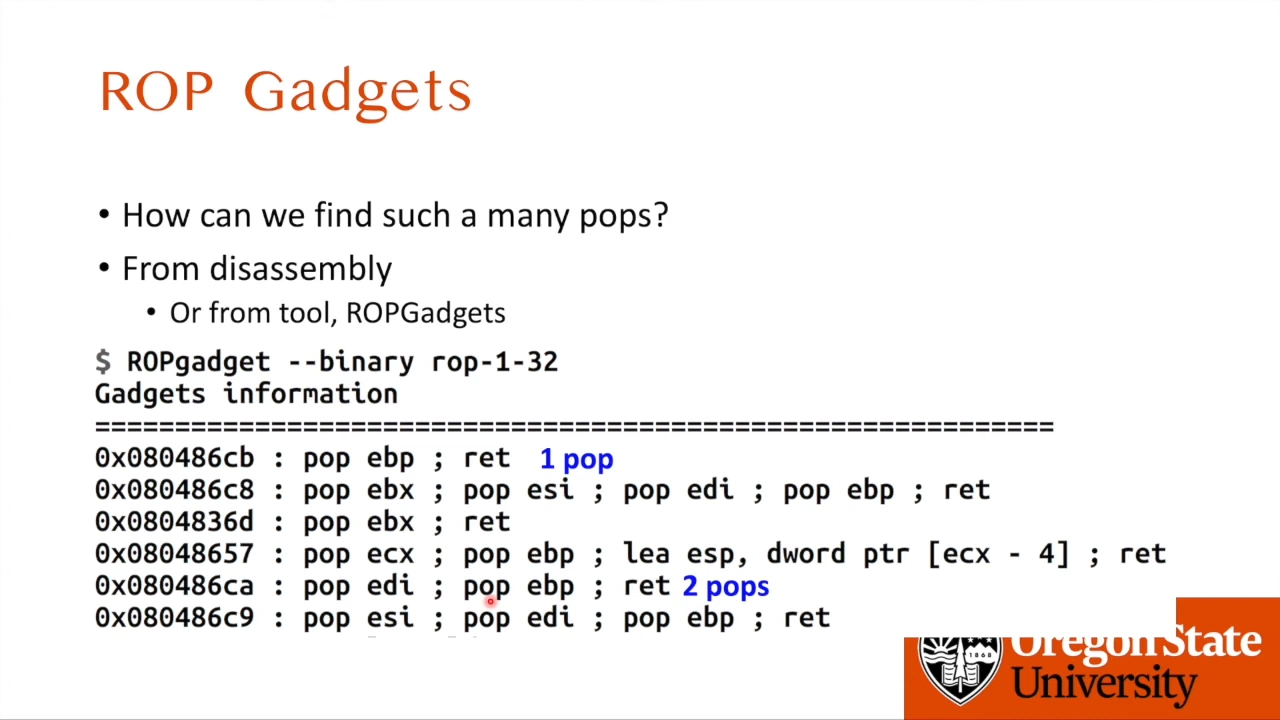 ROP Gadgets
• How can we find such a many pops?
• From disassembly
• Or from tool, ROPGadgets
$ ROPgadget --binary rop-1-32
Gadgets information
============================================================
0x080486cb : pop ebp ; ret 1 pop
0x080486c8 : pop ebx ; pop esi ; pop edi ; pop ebp ; ret
0x0804836d : pop ebx ; ret
0x08048657 : pop ecx ; pop ebp ; lea esp, dword ptr [ecx - 4] ; ret
0x080486ca : pop edi ; pop ebp ; ret 2 pops
0x080486c9 : pop esi ; pop edi ; pop ebp ; ret
1868
Oregon State
University